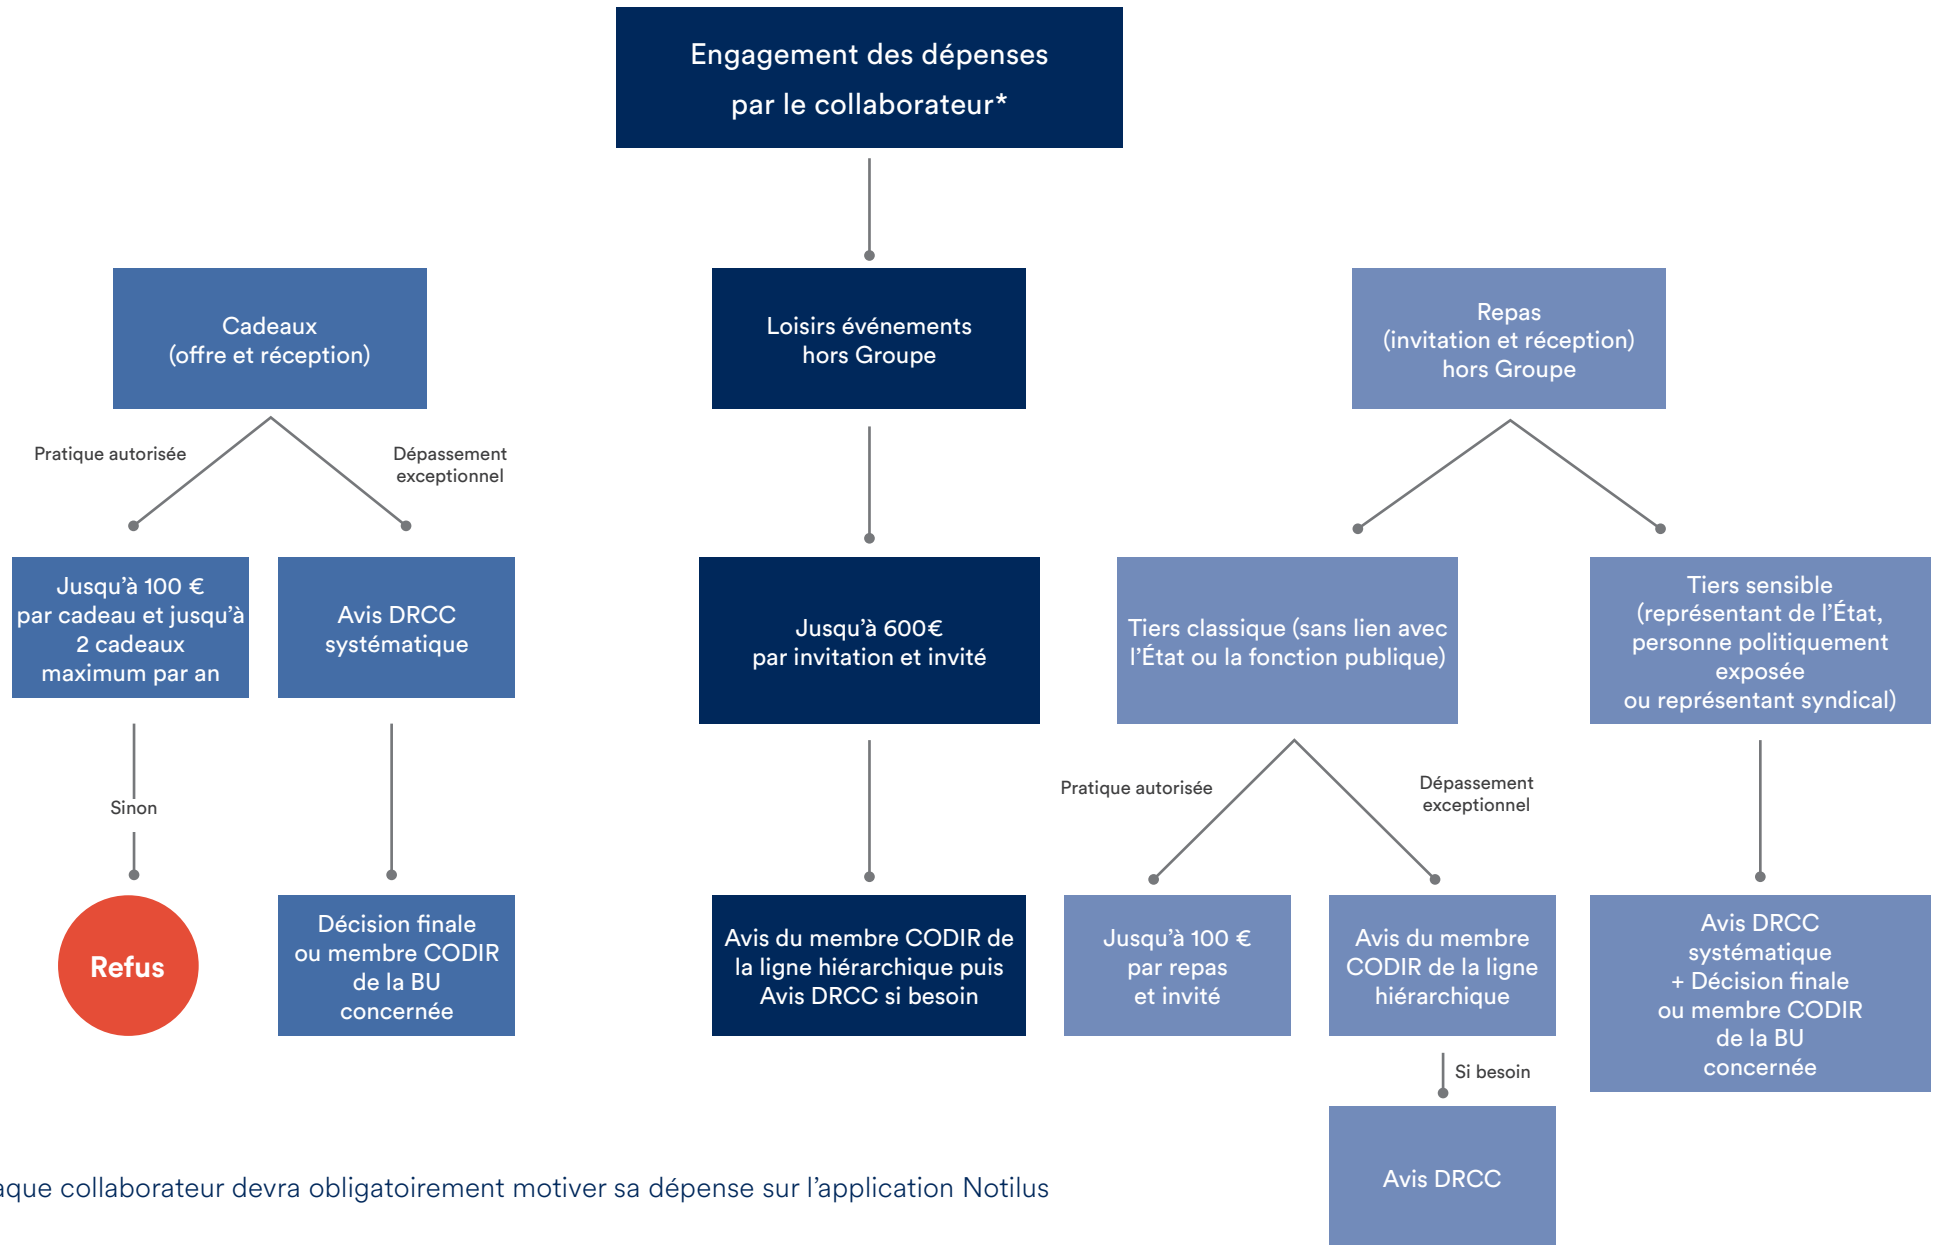 Engagement des dépenses
par le collaborateur*
Cadeaux
(offre et réception)
Loisirs événements
hors Groupe
Repas
(invitation et réception)
hors Groupe
Pratique autorisée
Dépassement
exceptionnel
Jusqu'à 100 €
par cadeau et jusqu'à
2 cadeaux
maximum par an
Avis DRCC
systématique
Jusqu'à 600€
par invitation et invité
Tiers classique (sans lien avec
l'État ou la fonction publique)
Tiers sensible
(représentant de l'État,
personne politiquement
exposée
ou représentant syndical)
Sinon
Pratique autorisée
Dépassement
exceptionnel
Refus
Décision finale
ou membre CODIR
de la BU
concernée
Avis du membre CODIR de
la ligne hiérarchique puis
Avis DRCC si besoin
Jusqu'à 100 €
par repas
et invité
Avis du membre
CODIR de la ligne
hiérarchique
Avis DRCC
systématique
+ Décision finale
ou membre CODIR
de la BU
concernée
Si besoin
Avis DRCC
aque collaborateur devra obligatoirement motiver sa dépense sur l'application Notilus